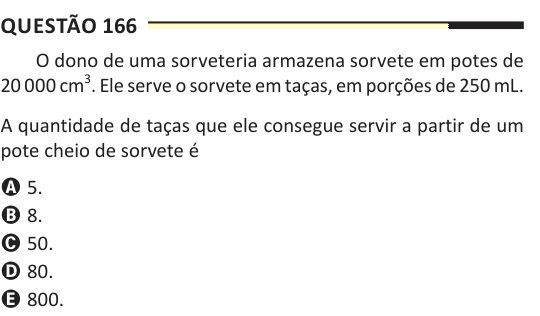 QUESTÃO 166
O dono de uma sorveteria armazena sorvete em potes de
20 000 cm³. Ele serve o sorvete em taças, em porções de 250 mL.
A quantidade de taças que ele consegue servir a partir de um
pote cheio de sorvete é
A 5.
B 8.
C 50.
D 80.
E 800.